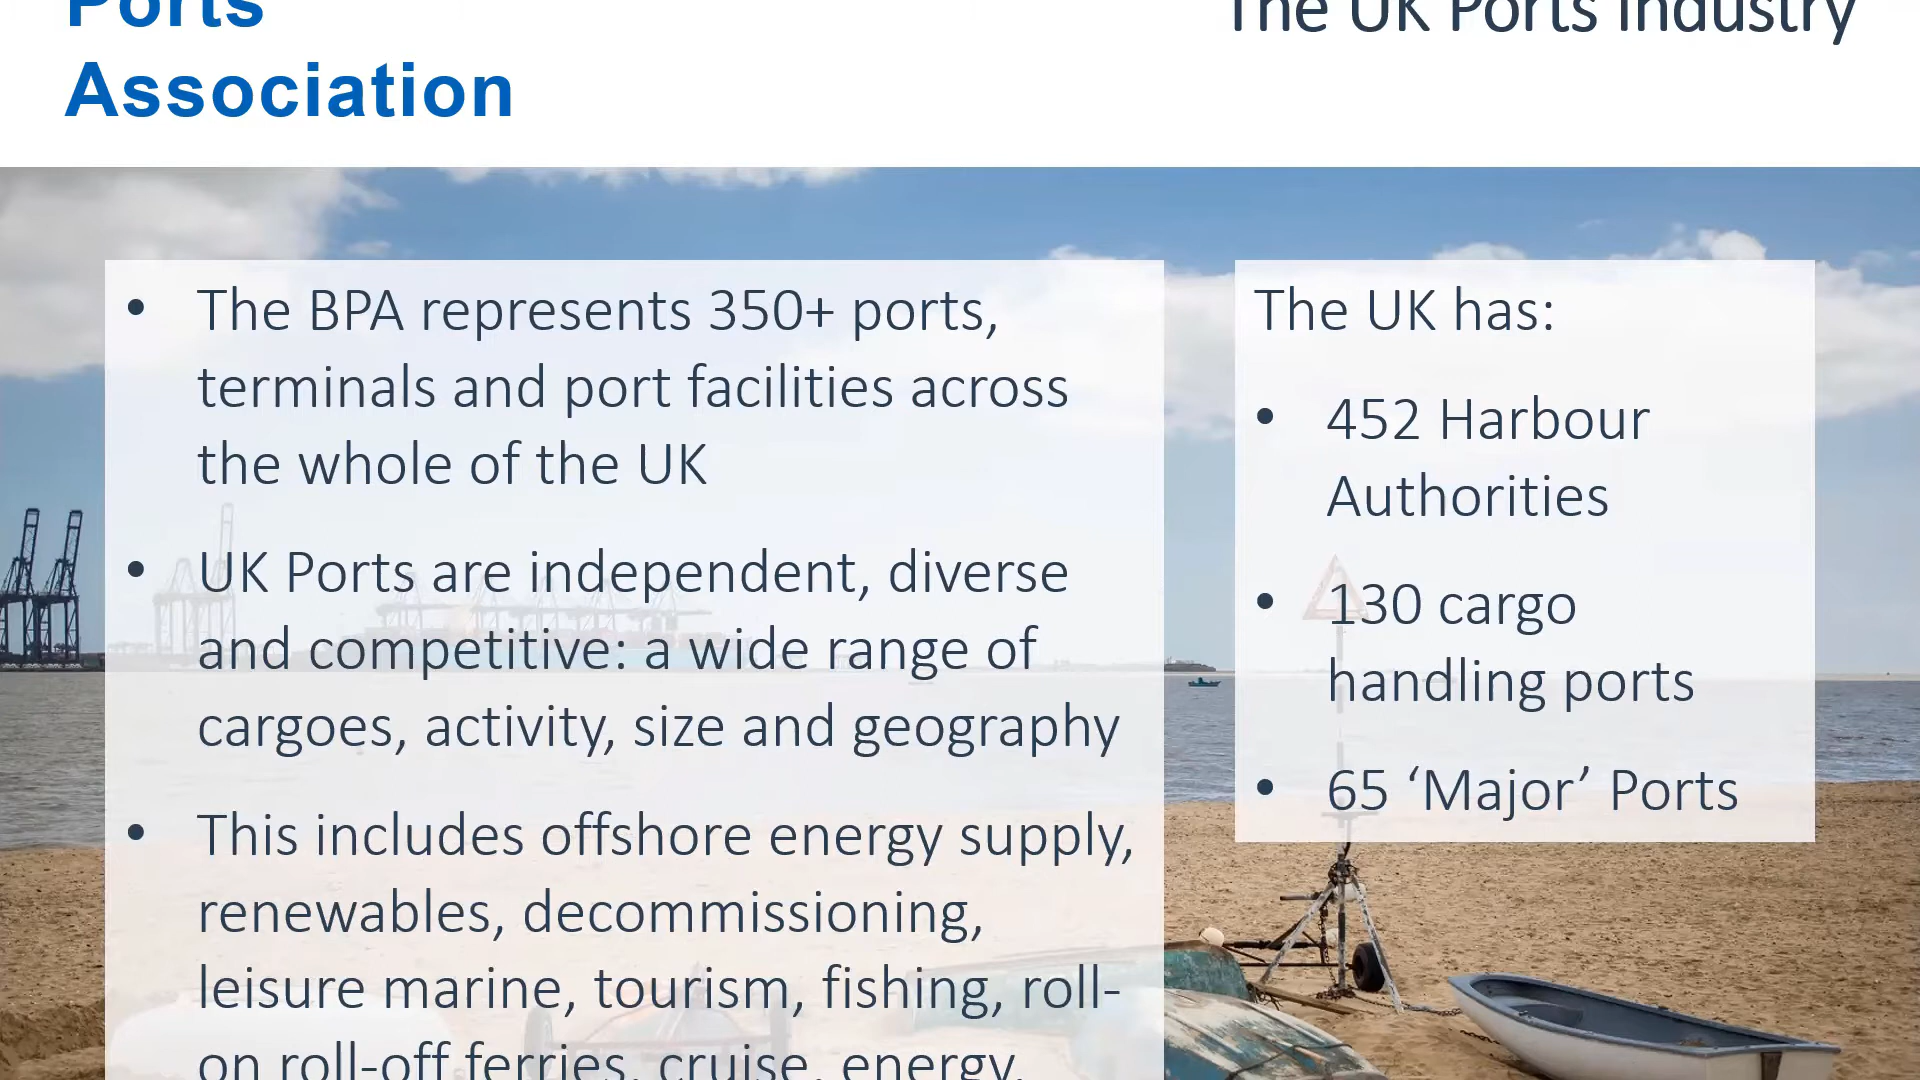 Ports
Association
The UK Ports Industry
• The BPA represents 350+ ports,
terminals and port facilities across
the whole of the UK
• UK Ports are independent, diverse
and competitive: a wide range of
cargoes, activity, size and geography
• This includes offshore energy supply,
renewables, decommissioning,
leisure marine, tourism, fishing, roll-
on roll-off ferries, cruise, energy,
The UK has:
• 452 Harbour
Authorities
• 130 cargo
handling ports
• 65 ‘Major’ Ports